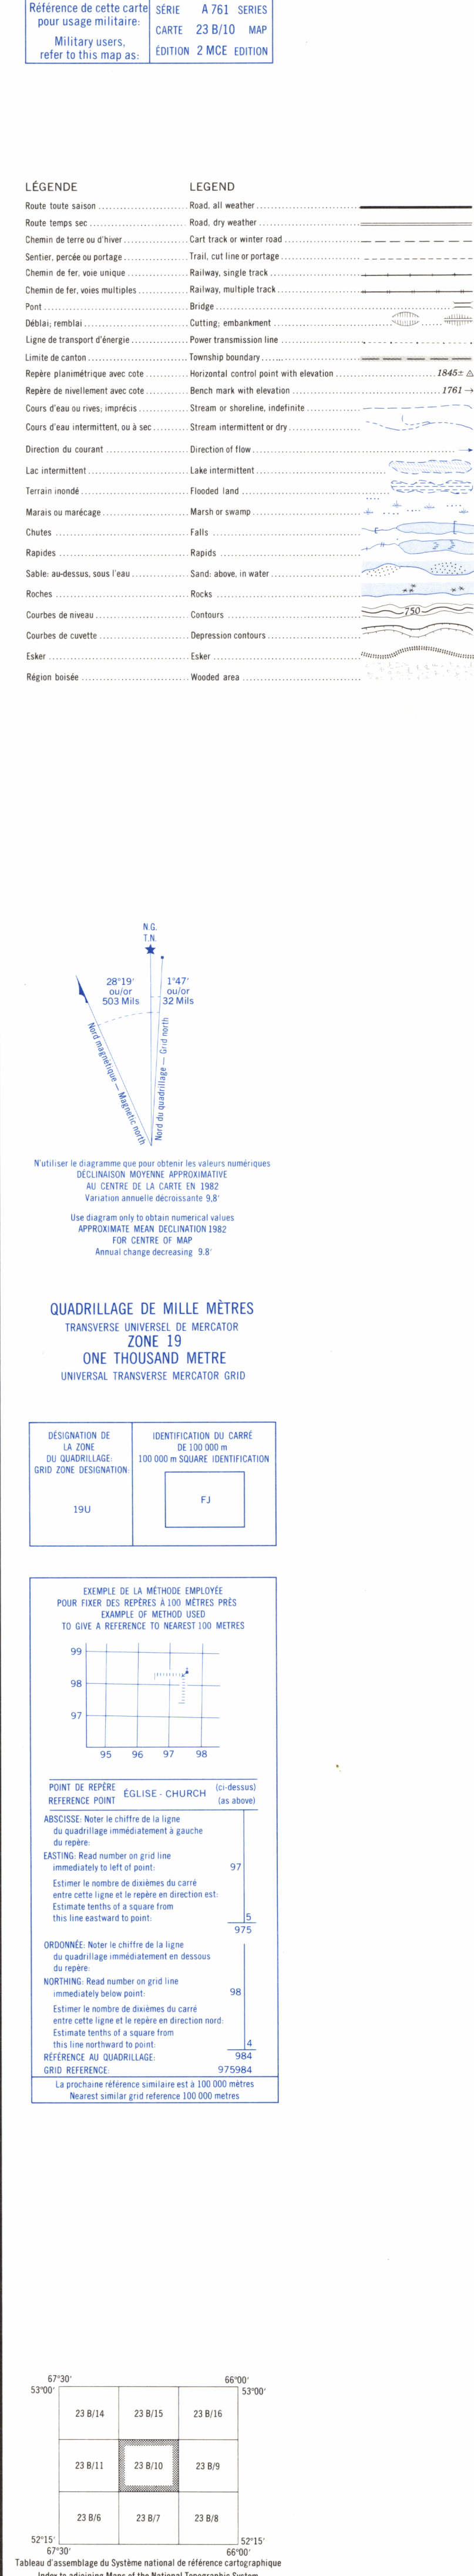 Référence de cette carte
pour usage militaire:
Military users,
refer to this map as:
SÉRIE A 761 SERIES
CARTE 23 B/10 MAP
ÉDITION 2 MCE EDITION
LÉGENDE LEGEND
Route toute saison Road, all weather
Route temps sec Road, dry weather
Chemin de terre ou d'hiver Cart track or winter road
Sentier, percée ou portage Trail, cut line or portage
Chemin de fer, voie unique Railway, single track
Chemin de fer, voies multiples Railway, multiple track
Pont Bridge
Déblai; remblai Cutting; embankment
Ligne de transport d'énergie Power transmission line
Limite de canton Township boundary
Repère planimétrique avec cote Horizontal control point with elevation 1845±
Repère de nivellement avec cote Bench mark with elevation 1761→
Cours d'eau ou rives; imprécis Stream or shoreline, indefinite
Cours d'eau intermittent, ou à sec Stream intermittent or dry
Direction du courant Direction of flow
Lac intermittent Lake intermittent
Terrain inondé Flooded land
Marais ou marécage Marsh or swamp
Chutes Falls
Rapides Rapids
Sable: au-dessus, sous l'eau Sand: above, in water
Roches Rocks
Courbes de niveau Contours 750
Courbes de cuvette Depression contours
Esker Esker
Région boisée Wooded area
N.G.
T.N.
28°19' 1°47'
ou/or ou/or
503 Mils 32 Mils
Nord magnétique — Magnetic north
Nord du quadrillage — Grid north
N'utiliser le diagramme que pour obtenir les valeurs numériques
DÉCLINAISON MOYENNE APPROXIMATIVE
AU CENTRE DE LA CARTE EN 1982
Variation annuelle décroissante 9,8'
Use diagram only to obtain numerical values
APPROXIMATE MEAN DECLINATION 1982
FOR CENTRE OF MAP
Annual change decreasing 9.8'
QUADRILLAGE DE MILLE MÈTRES
TRANSVERSE UNIVERSEL DE MERCATOR
ZONE 19
ONE THOUSAND METRE
UNIVERSAL TRANSVERSE MERCATOR GRID
DÉSIGNATION DE
LA ZONE
DU QUADRILLAGE:
GRID ZONE DESIGNATION:
19U
IDENTIFICATION DU CARRÉ
DE 100 000 m
100 000 m SQUARE IDENTIFICATION
FJ
EXEMPLE DE LA MÉTHODE EMPLOYÉE
POUR FIXER DES REPÈRES À 100 MÈTRES PRÈS
EXAMPLE OF METHOD USED
TO GIVE A REFERENCE TO NEAREST 100 METRES
99
98
97
95 96 97 98
POINT DE REPÈRE
REFERENCE POINT
ÉGLISE - CHURCH
(ci-dessus)
(as above)
ABSCISSE: Noter le chiffre de la ligne
du quadrillage immédiatement à gauche
du repère:
EASTING: Read number on grid line
immediately to left of point: 97
Estimer le nombre de dixièmes du carré
entre cette ligne et le repère en direction est:
Estimate tenths of a square from
this line eastward to point: 5
975
ORDONNÉE: Noter le chiffre de la ligne
du quadrillage immédiatement en dessous
du repère:
NORTHING: Read number on grid line
immediately below point: 98
Estimer le nombre de dixièmes du carré
entre cette ligne et le repère en direction nord:
Estimate tenths of a square from
this line northward to point: 4
RÉFÉRENCE AU QUADRILLAGE: 984
GRID REFERENCE: 975984
La prochaine référence similaire est à 100 000 mètres
Nearest similar grid reference 100 000 metres
67°30' 66°00'
53°00' 53°00'
23 B/14 23 B/15 23 B/16
23 B/11 23 B/10 23 B/9
23 B/6 23 B/7 23 B/8
52°15' 52°15'
67°30' 66°00'
Tableau d'assemblage du Système national de référence cartographique
Index to adjoining Maps of the National Topographic System